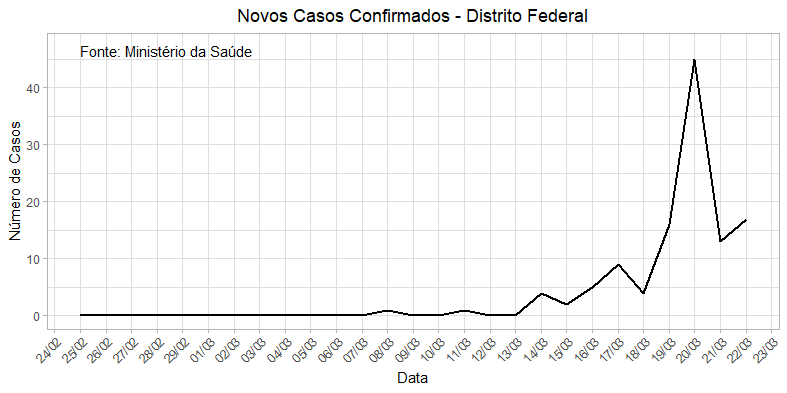 Novos Casos Confirmados - Distrito Federal
Fonte: Ministério da Saúde
Número de Casos
40
30
20
10
0
24/02 25/02 26/02 27/02 28/02 29/02 01/03 02/03 03/03 04/03 05/03 06/03 07/03 08/03 09/03 10/03 11/03 12/03 13/03 14/03 15/03 16/03 17/03 18/03 19/03 20/03 21/03 22/03 23/03
Data